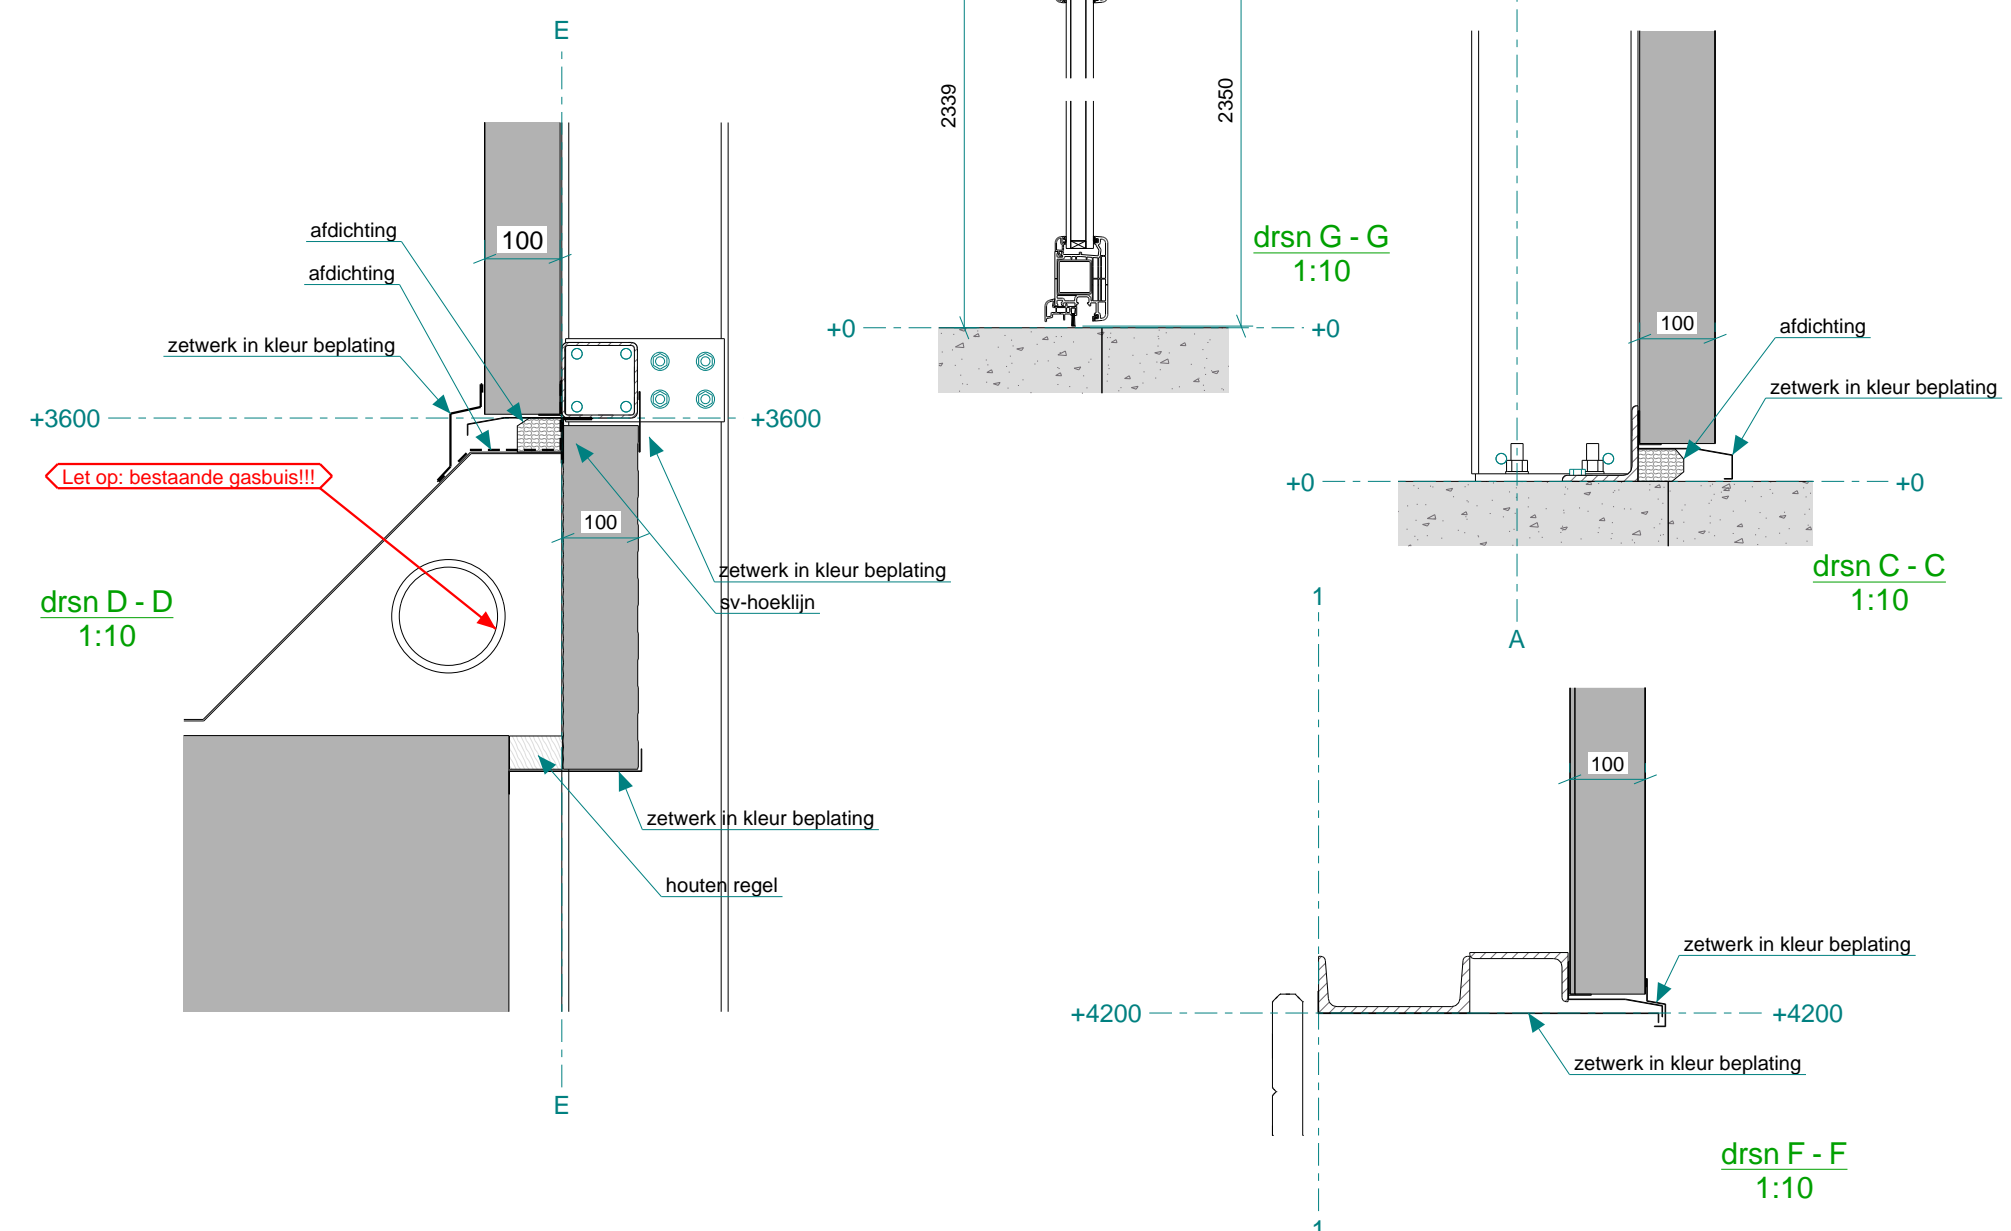 E
afdichting
100
afdichting
zetwerk in kleur beplating
+3600
+3600
Let op: bestaande gasbuis!!!
100
zetwerk in kleur beplating
sv-hoeklijn
drsn D - D
1:10
zetwerk in kleur beplating
houten regel
E
2339
2350
drsn G - G
1:10
+0
+0
100
afdichting
zetwerk in kleur beplating
+0
+0
drsn C - C
1:10
A
1
100
zetwerk in kleur beplating
+4200
+4200
zetwerk in kleur beplating
drsn F - F
1:10
1